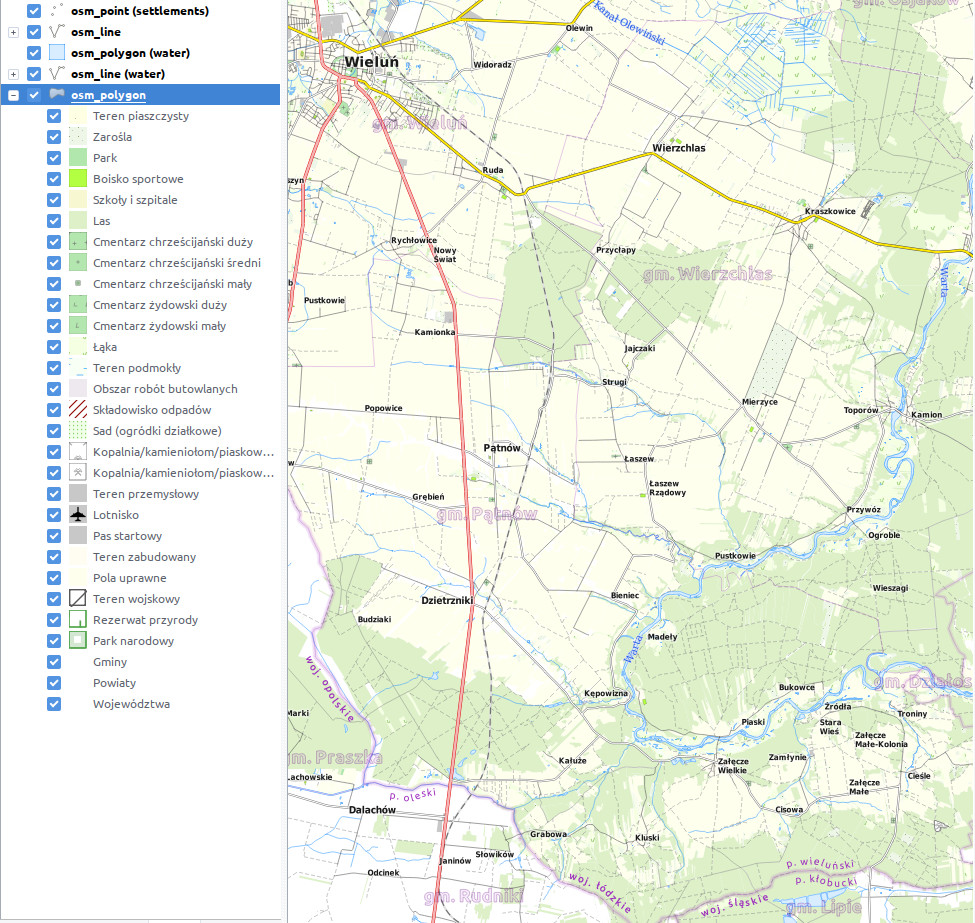 osm_point (settlements)
osm_line
osm_polygon (water)
osm_line (water)
osm_polygon
Teren piaszczysty
Zarośla
Park
Boisko sportowe
Szkoły i szpitale
Las
Cmentarz chrześcijański duży
Cmentarz chrześcijański średni
Cmentarz chrześcijański mały
Cmentarz żydowski duży
Cmentarz żydowski mały
Łąka
Teren podmokły
Obszar robót butowlanych
Składowisko odpadów
Sad (ogródki działkowe)
Kopalnia/kamieniołom/piaskow...
Kopalnia/kamieniołom/piaskow...
Teren przemysłowy
Lotnisko
Pas startowy
Teren zabudowany
Pola uprawne
Teren wojskowy
Rezerwat przyrody
Park narodowy
Gminy
Powiaty
Województwa
Kanał Olewiński
Olewin
Wieluń
Widoradz
gm. Wieluń
Wierzchlas
Ruda
szyn
Kraszkowice
Rychłowice
Nowy
Świat
Przycłapy
gm. Wierzchlas
Warta
Pustkowie
Kamionka
Jajczaki
Strugi
Mierzyce
Popowice
Toporów
Kamion
Pątnów
Łaszew
w
Łaszew
Rządowy
Grębień
gm. Pątnów
Przywóz
Ogroble
Pustkowie
Wieszagi
Bieniec
Dzietrzniki
Budziaki
Madeły
Warta
woj. opolskie
gm. Działos
Bukowce
Kępowizna
Marki
Źródła
Troniny
Piaski
Stara
Wieś
Załęcze
Małe-Kolonia
gm. Praszka
Kałuże
Załęcze
Wielkie
Zamłynie
Lachowskie
Cieśle
Załęcze
Małe
p. oleski
Dalachów
Cisowa
Grabowa
Kluski
Słowików
Janinów
Odcinek
p. wieluński
woj. łódzkie
p. kłobucki
gm. Rudniki
woj. śląskie
gm. Lipie